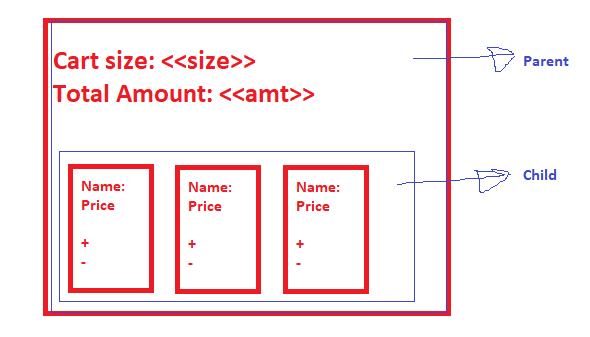 Cart size: <<size>>
Total Amount: <<amt>>
Parent
Child
Name:
Price
+
-
Name:
Price
+
-
Name:
Price
+
-